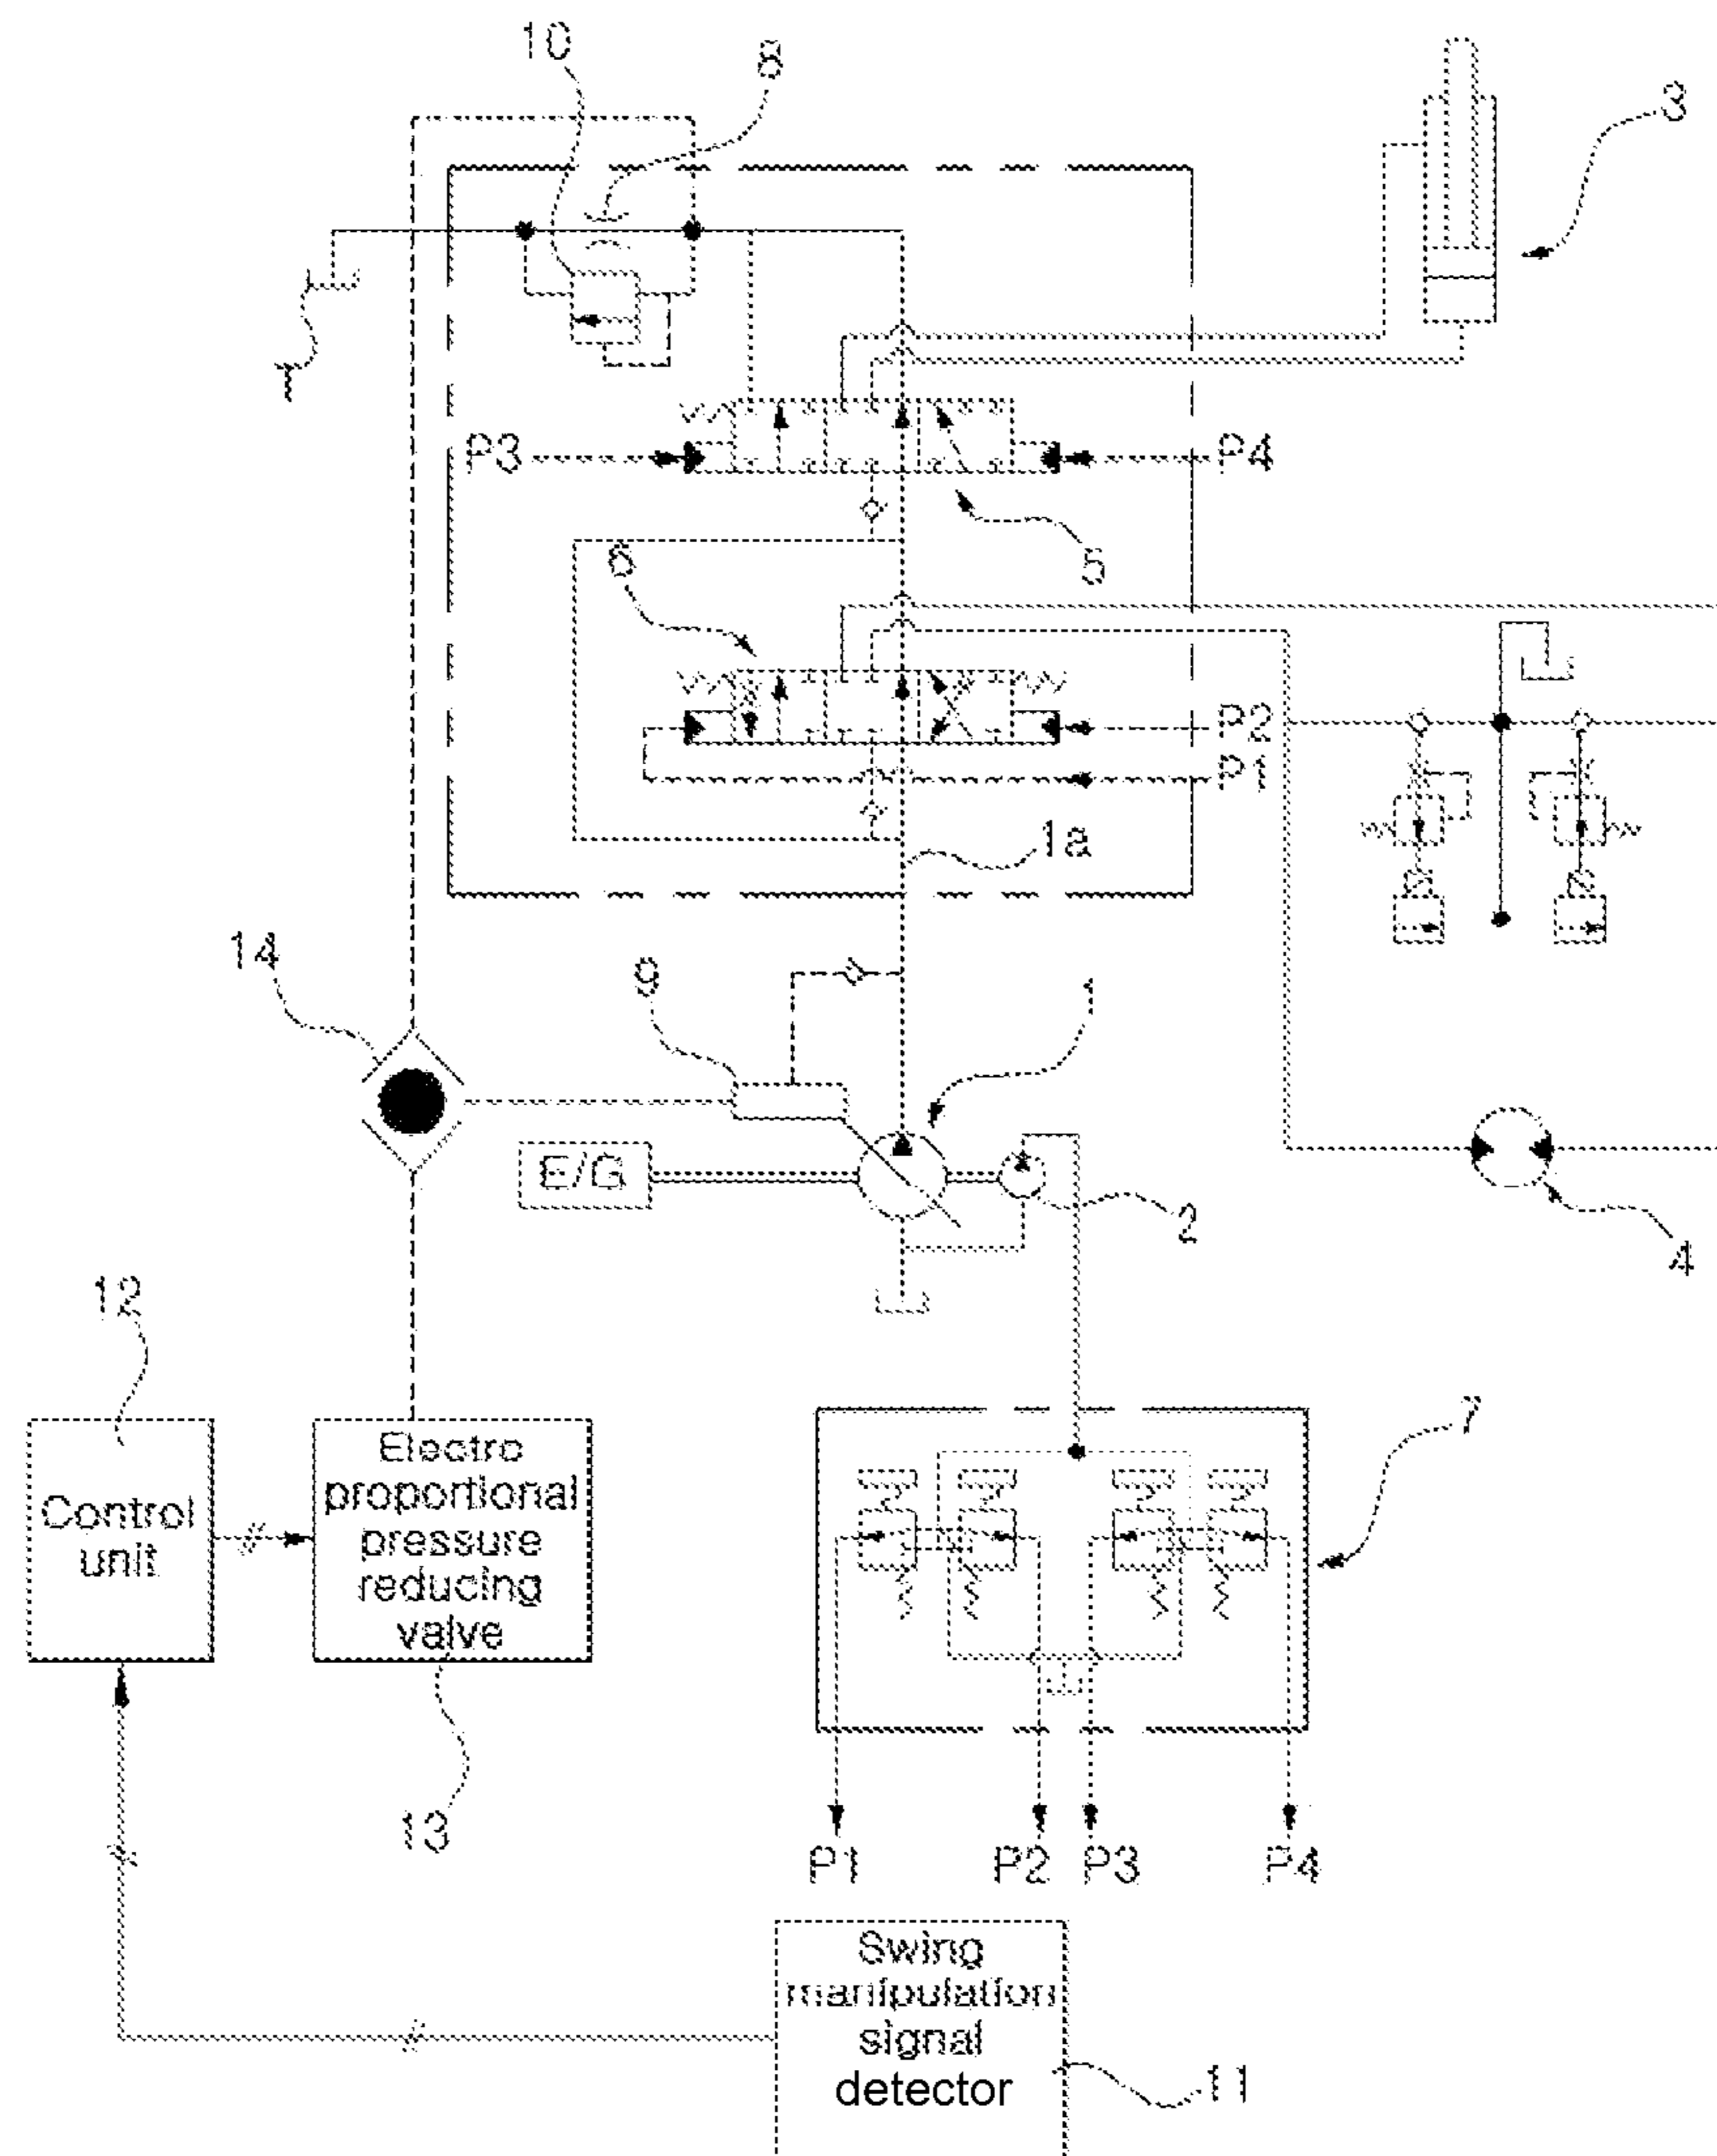 10
8
3
T
P3
P4
5
6
P2
P1
1a
14
9
1
E/G
2
4
12
7
Control
unit
Electro
proportional
pressure
reducing
valve
13
P1
P2
P3
P4
Swing
manipulation
signal
detector
11